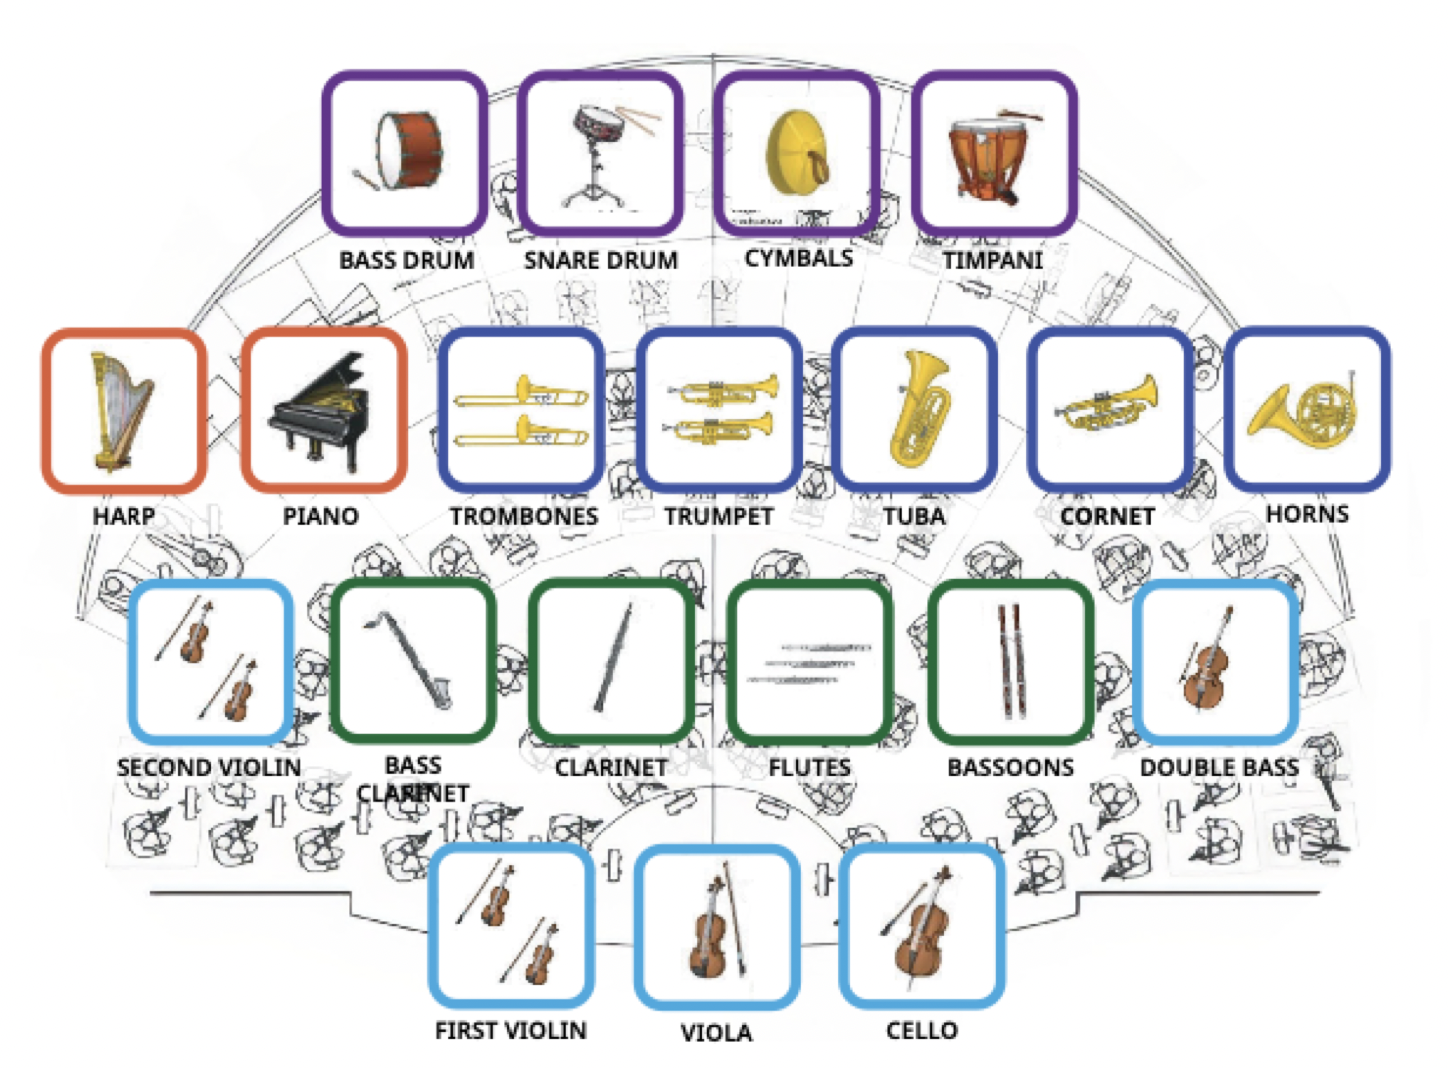 BASS DRUM
SNARE DRUM
CYMBALS
TIMPANI
HARP
PIANO
TROMBONES
TRUMPET
TUBA
CORNET
HORNS
SECOND VIOLIN
BASS
CLARINET
CLARINET
FLUTES
BASSOONS
DOUBLE BASS
FIRST VIOLIN
VIOLA
CELLO